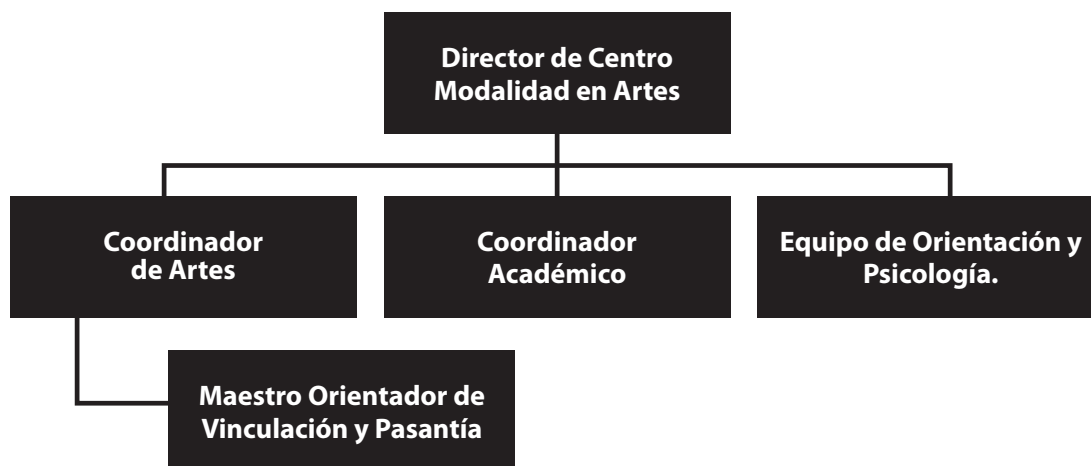 Director de Centro
Modalidad en Artes
Coordinador
de Artes
Coordinador
Académico
Equipo de Orientación y
Psicología.
Maestro Orientador de
Vinculación y Pasantía